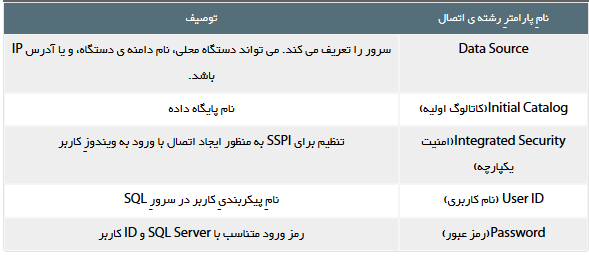 نام پارامتر رشته ی اتصال	توصیف
Data Source	سرور را تعریف می کند. می تواند دستگاه محلی، نام دامنه ی دستگاه، و یا آدرس IP
باشد.
Initial Catalog(کاتالوگ اولیه)	نام پایگاه داده
Integrated Security(امنیت	تنظیم برای SSPI به منظور ایجاد اتصال با ورود به ویندوزِ کاربر
یکپارچه)
User ID (نام کاربری)	نامِ پیکربندیِ کاربر در سرورِ SQL
Password(رمز عبور)	رمز ورود متناسب با SQL Server و ID کاربر